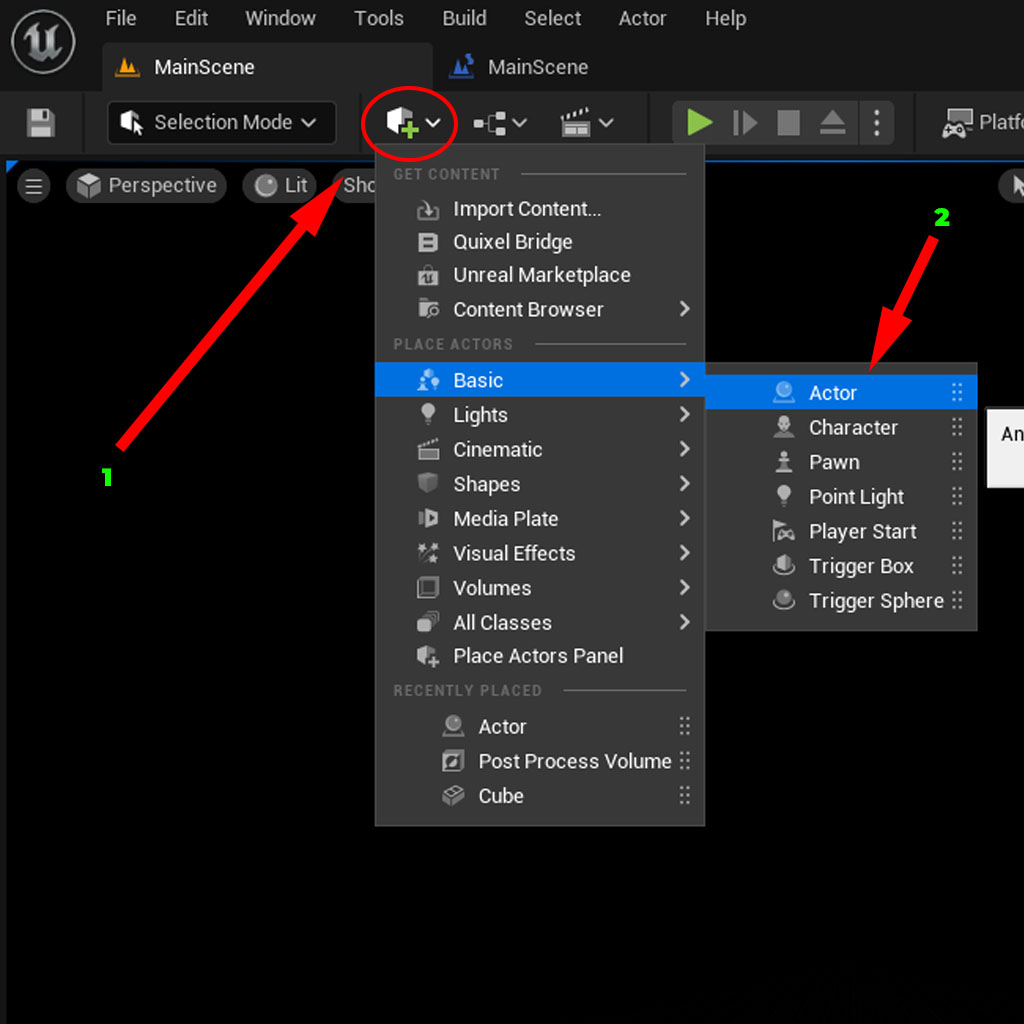 File Edit Window Tools Build Select Actor Help
MainScene MainScene
Selection Mode
Perspective Lit
GET CONTENT
Import Content...
Quixel Bridge
Unreal Marketplace
Content Browser
PLACE ACTORS
Basic
Lights
Cinematic
Shapes
Media Plate
Visual Effects
Volumes
All Classes
Place Actors Panel
RECENTLY PLACED
Actor
Post Process Volume
Cube
1
2
Actor
Character
Pawn
Point Light
Player Start
Trigger Box
Trigger Sphere
An